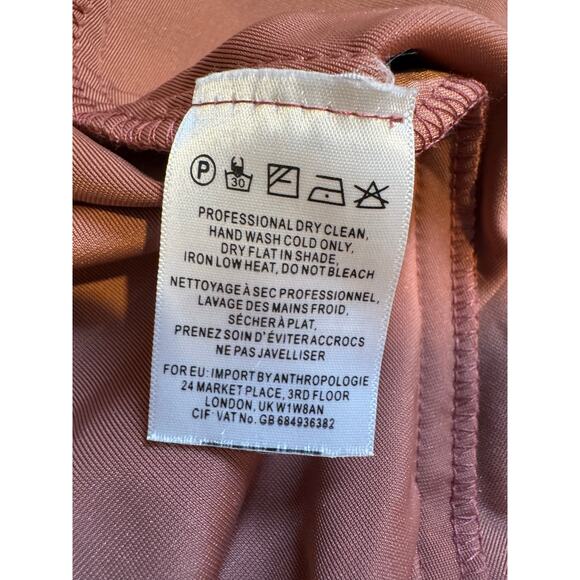 P 30
PROFESSIONAL DRY CLEAN,
HAND WASH COLD ONLY,
DRY FLAT IN SHADE,
IRON LOW HEAT, DO NOT BLEACH
NETTOYAGE À SEC PROFESSIONNEL,
LAVAGE DES MAINS FROID,
SÉCHER À PLAT,
PRENEZ SOIN D'ÉVITER ACCROCS
NE PAS JAVELLISER
FOR EU: IMPORT BY ANTHROPOLOGIE
24 MARKET PLACE, 3RD FLOOR
LONDON, UK W1W8AN
CIF: VAT No. GB 684936382